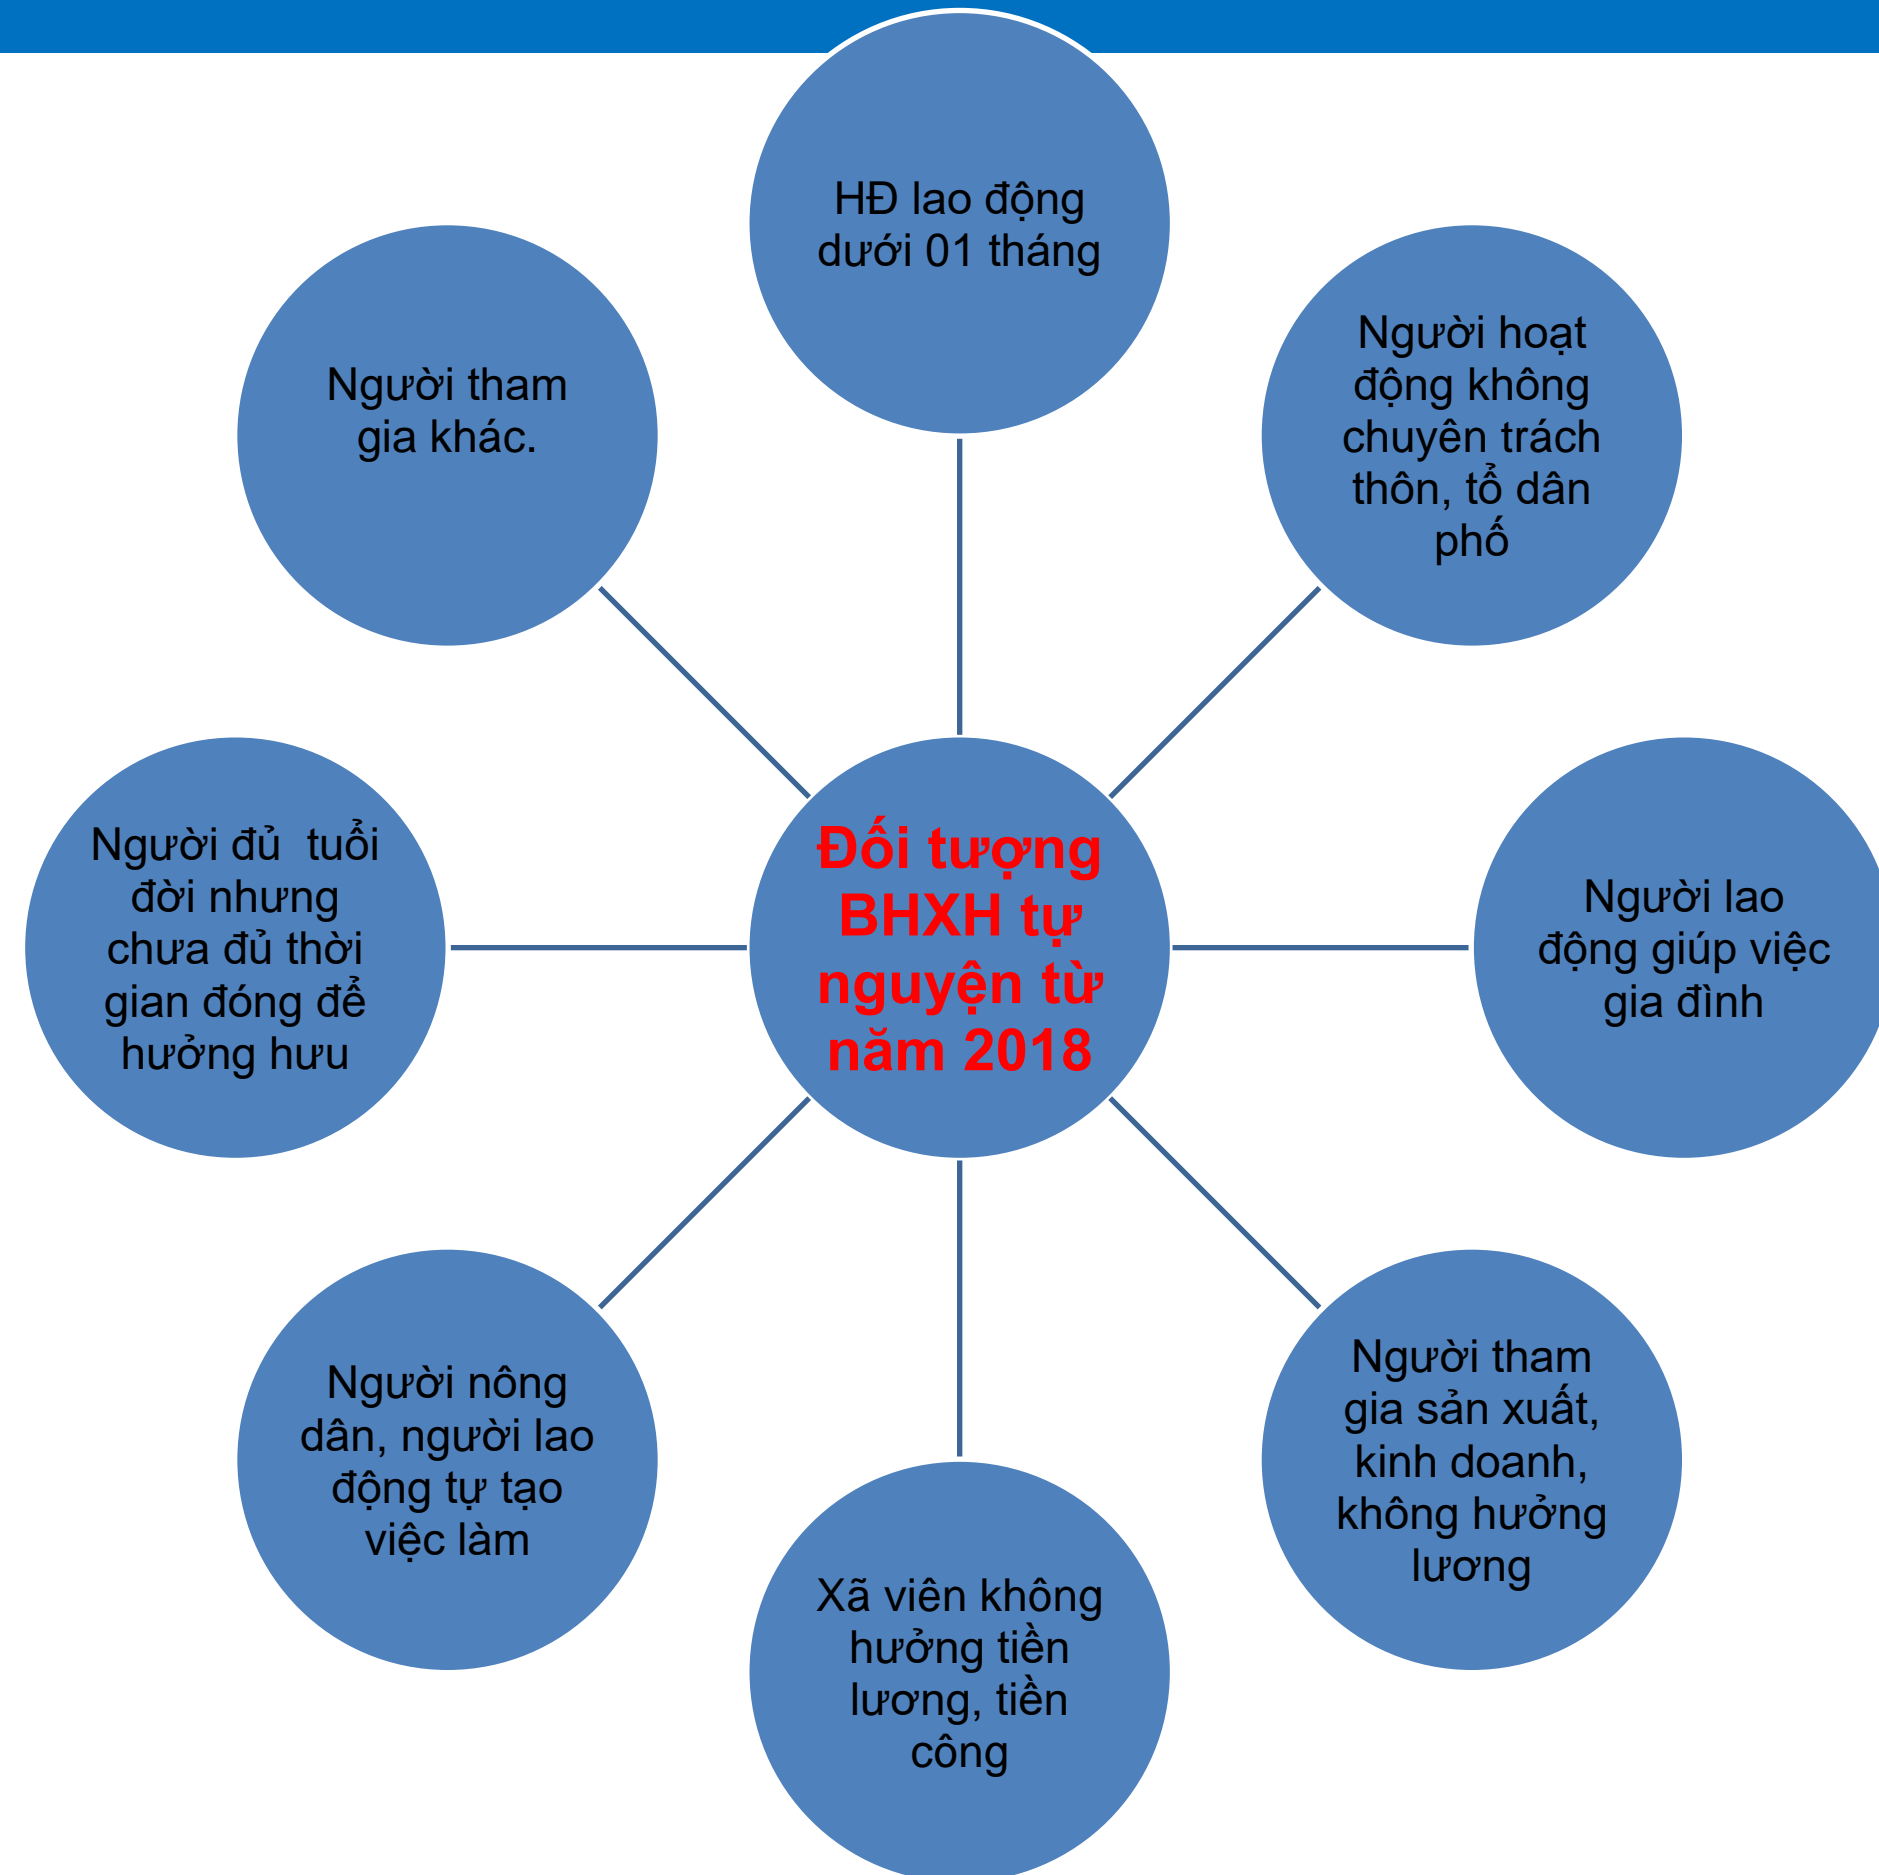 HĐ lao động
dưới 01 tháng
Người hoạt
động không
chuyên trách
thôn, tổ dân
phố
Người lao
động giúp việc
gia đình
Người tham
gia sản xuất,
kinh doanh,
không hưởng
lương
Xã viên không
hưởng tiền
lương, tiền
công
Người nông
dân, người lao
động tự tạo
việc làm
Người đủ  tuổi
đời nhưng
chưa đủ thời
gian đóng để
hưởng hưu
Người tham
gia khác.
Đối tượng
BHXH tự
nguyện từ
năm 2018